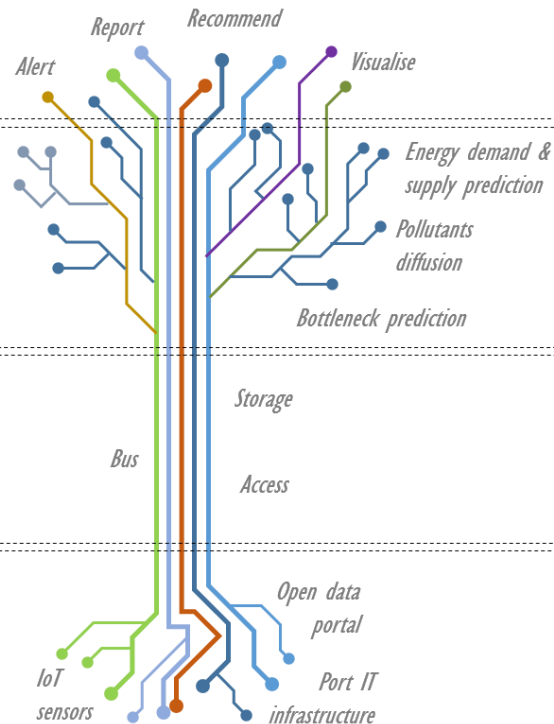 Recommend
Report
Visualise
Alert
Energy demand &
supply prediction
Pollutants
diffusion
Bottleneck prediction
Storage
Bus
Access
Open data
portal
IoT
sensors
Port IT
infrastructure